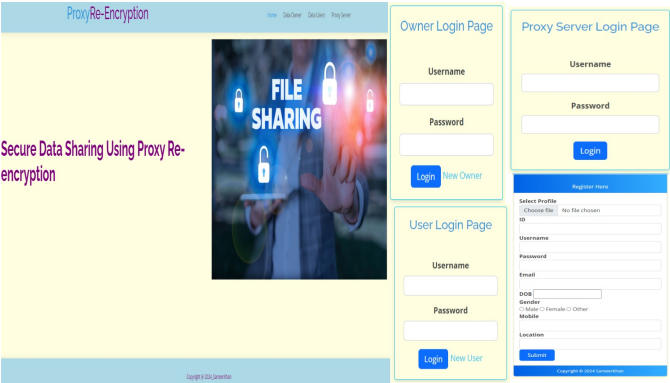 ProxyRe-Encryption
Home Data Owner Data Users Proxy Server
Secure Data Sharing Using Proxy Re-
encryption
FILE
SHARING
Copyright @ 2024_SameerKhan
Owner Login Page
Username
Password
Login New Owner
User Login Page
Username
Password
Login New User
Proxy Server Login Page
Username
Password
Login
Register Here
Select Profile
Choose file No file chosen
ID
Username
Password
Email
DOB
Gender
Male Female Other
Mobile
Location
Submit
Copyright © 2024 SameerKhan